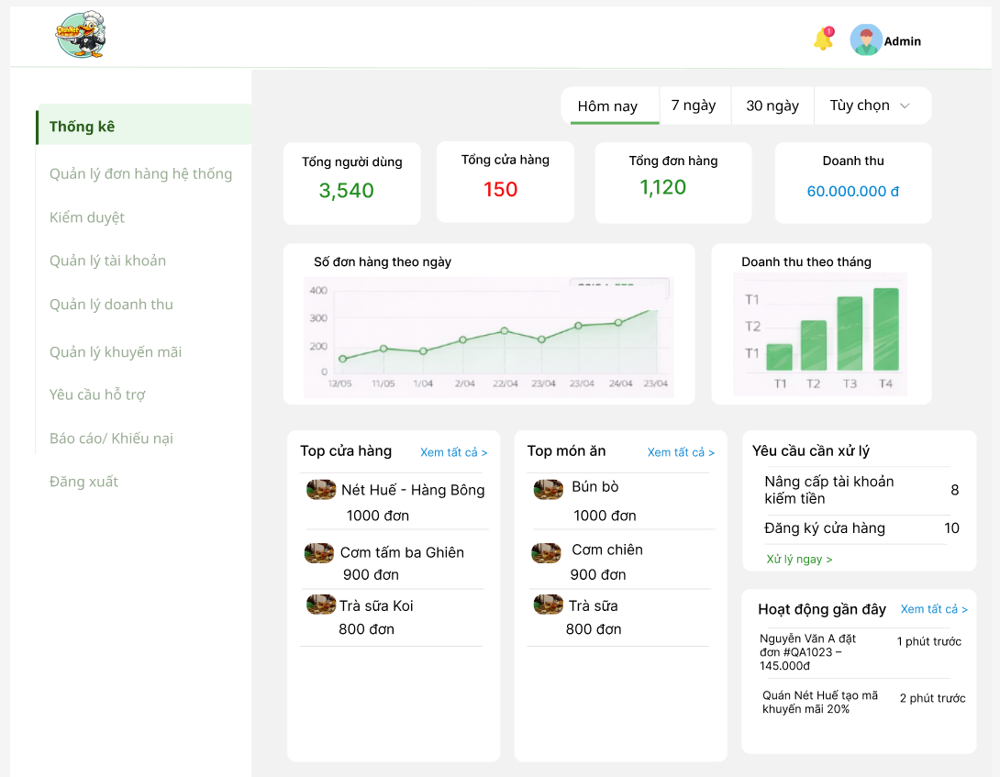 1
Admin
Thống kê
Quản lý đơn hàng hệ thống
Kiểm duyệt
Quản lý tài khoản
Quản lý doanh thu
Quản lý khuyến mãi
Yêu cầu hỗ trợ
Báo cáo/ Khiếu nại
Đăng xuất
Hôm nay
7 ngày
30 ngày
Tùy chọn
Tổng người dùng
3,540
Tổng cửa hàng
150
Tổng đơn hàng
1,120
Doanh thu
60.000.000 đ
Số đơn hàng theo ngày
400
300
200
0
12/05 11/05 1/04 2/04 22/04 23/04 23/04 24/04 23/04
Doanh thu theo tháng
T1
T2
T1
T1 T2 T3 T4
Top cửa hàng
Xem tất cả >
Nét Huế - Hàng Bông
1000 đơn
Cơm tấm ba Ghiên
900 đơn
Trà sữa Koi
800 đơn
Top món ăn
Xem tất cả >
Bún bò
1000 đơn
Cơm chiên
900 đơn
Trà sữa
800 đơn
Yêu cầu cần xử lý
Nâng cấp tài khoản
kiếm tiền
8
Đăng ký cửa hàng 10
Xử lý ngay >
Hoạt động gần đây
Xem tất cả >
Nguyễn Văn A đặt
đơn #QA1023 –
145.000đ
1 phút trước
Quán Nét Huế tạo mã
khuyến mãi 20%
2 phút trước